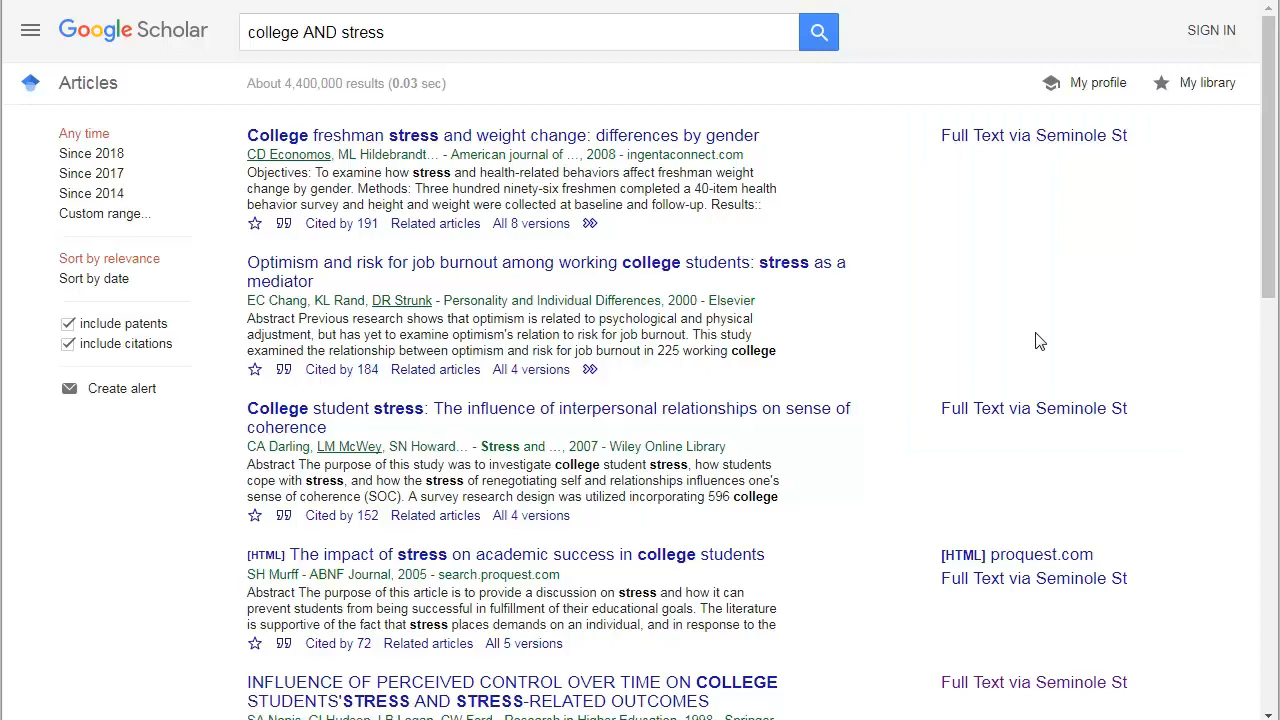 Google Scholar
college AND stress
SIGN IN
Articles
About 4,400,000 results (0.03 sec)
My profile
My library
Any time
Since 2018
Since 2017
Since 2014
Custom range...
Sort by relevance
Sort by date
include patents
include citations
Create alert
College freshman stress and weight change: differences by gender
CD Economos, ML Hildebrandt… - American journal of …, 2008 - ingentaconnect.com
Objectives: To examine how stress and health-related behaviors affect freshman weight
change by gender. Methods: Three hundred ninety-six freshmen completed a 40-item health
behavior survey and height and weight were collected at baseline and follow-up. Results::
Cited by 191 Related articles All 8 versions
Full Text via Seminole St
Optimism and risk for job burnout among working college students: stress as a
mediator
EC Chang, KL Rand, DR Strunk - Personality and Individual Differences, 2000 - Elsevier
Abstract Previous research shows that optimism is related to psychological and physical
adjustment, but has yet to examine optimism's relation to risk for job burnout. This study
examined the relationship between optimism and risk for job burnout in 225 working college
Cited by 184 Related articles All 4 versions
College student stress: The influence of interpersonal relationships on sense of
coherence
CA Darling, LM McWey, SN Howard… - Stress and …, 2007 - Wiley Online Library
Abstract The purpose of this study was to investigate college student stress, how students
cope with stress, and how the stress of renegotiating self and relationships influences one's
sense of coherence (SOC). A survey research design was utilized incorporating 596 college
Cited by 152 Related articles All 4 versions
Full Text via Seminole St
[HTML] The impact of stress on academic success in college students
SH Murff - ABNF Journal, 2005 - search.proquest.com
Abstract The purpose of this article is to provide a discussion on stress and how it can
prevent students from being successful in fulfillment of their educational goals. The literature
is supportive of the fact that stress places demands on an individual, and in response to the
Cited by 72 Related articles All 5 versions
[HTML] proquest.com
Full Text via Seminole St
INFLUENCE OF PERCEIVED CONTROL OVER TIME ON COLLEGE
STUDENTS'STRESS AND STRESS-RELATED OUTCOMES
SA Nonis, GI Hudson, LB Logan, CW Ford - Research in Higher Education, 1998 - Springer
Full Text via Seminole St